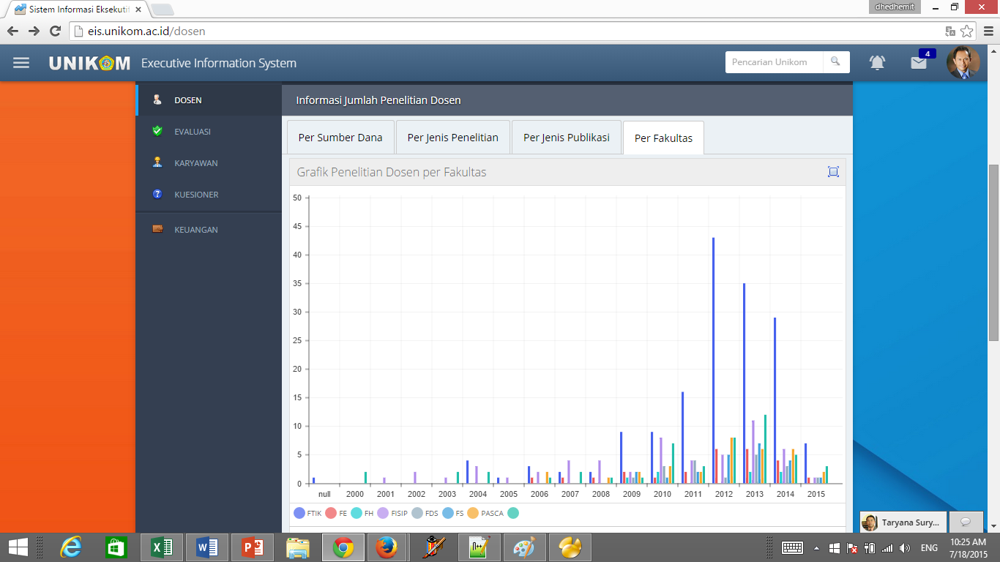 Sistem Informasi Eksekutif
dhedhemit
eis.unikom.ac.id/dosen
UNIKOM Executive Information System
Pencarian Unikom
4
DOSEN
EVALUASI
KARYAWAN
KUESIONER
KEUANGAN
Informasi Jumlah Penelitian Dosen
Per Sumber Dana Per Jenis Penelitian Per Jenis Publikasi Per Fakultas
Grafik Penelitian Dosen per Fakultas
50
45
40
35
30
25
20
15
10
5
0
null 2000 2001 2002 2003 2004 2005 2006 2007 2008 2009 2010 2011 2012 2013 2014 2015
FTIK FE FH FISIP FDS FS PASCA
Taryana Sury...
ENG
10:25 AM
7/18/2015